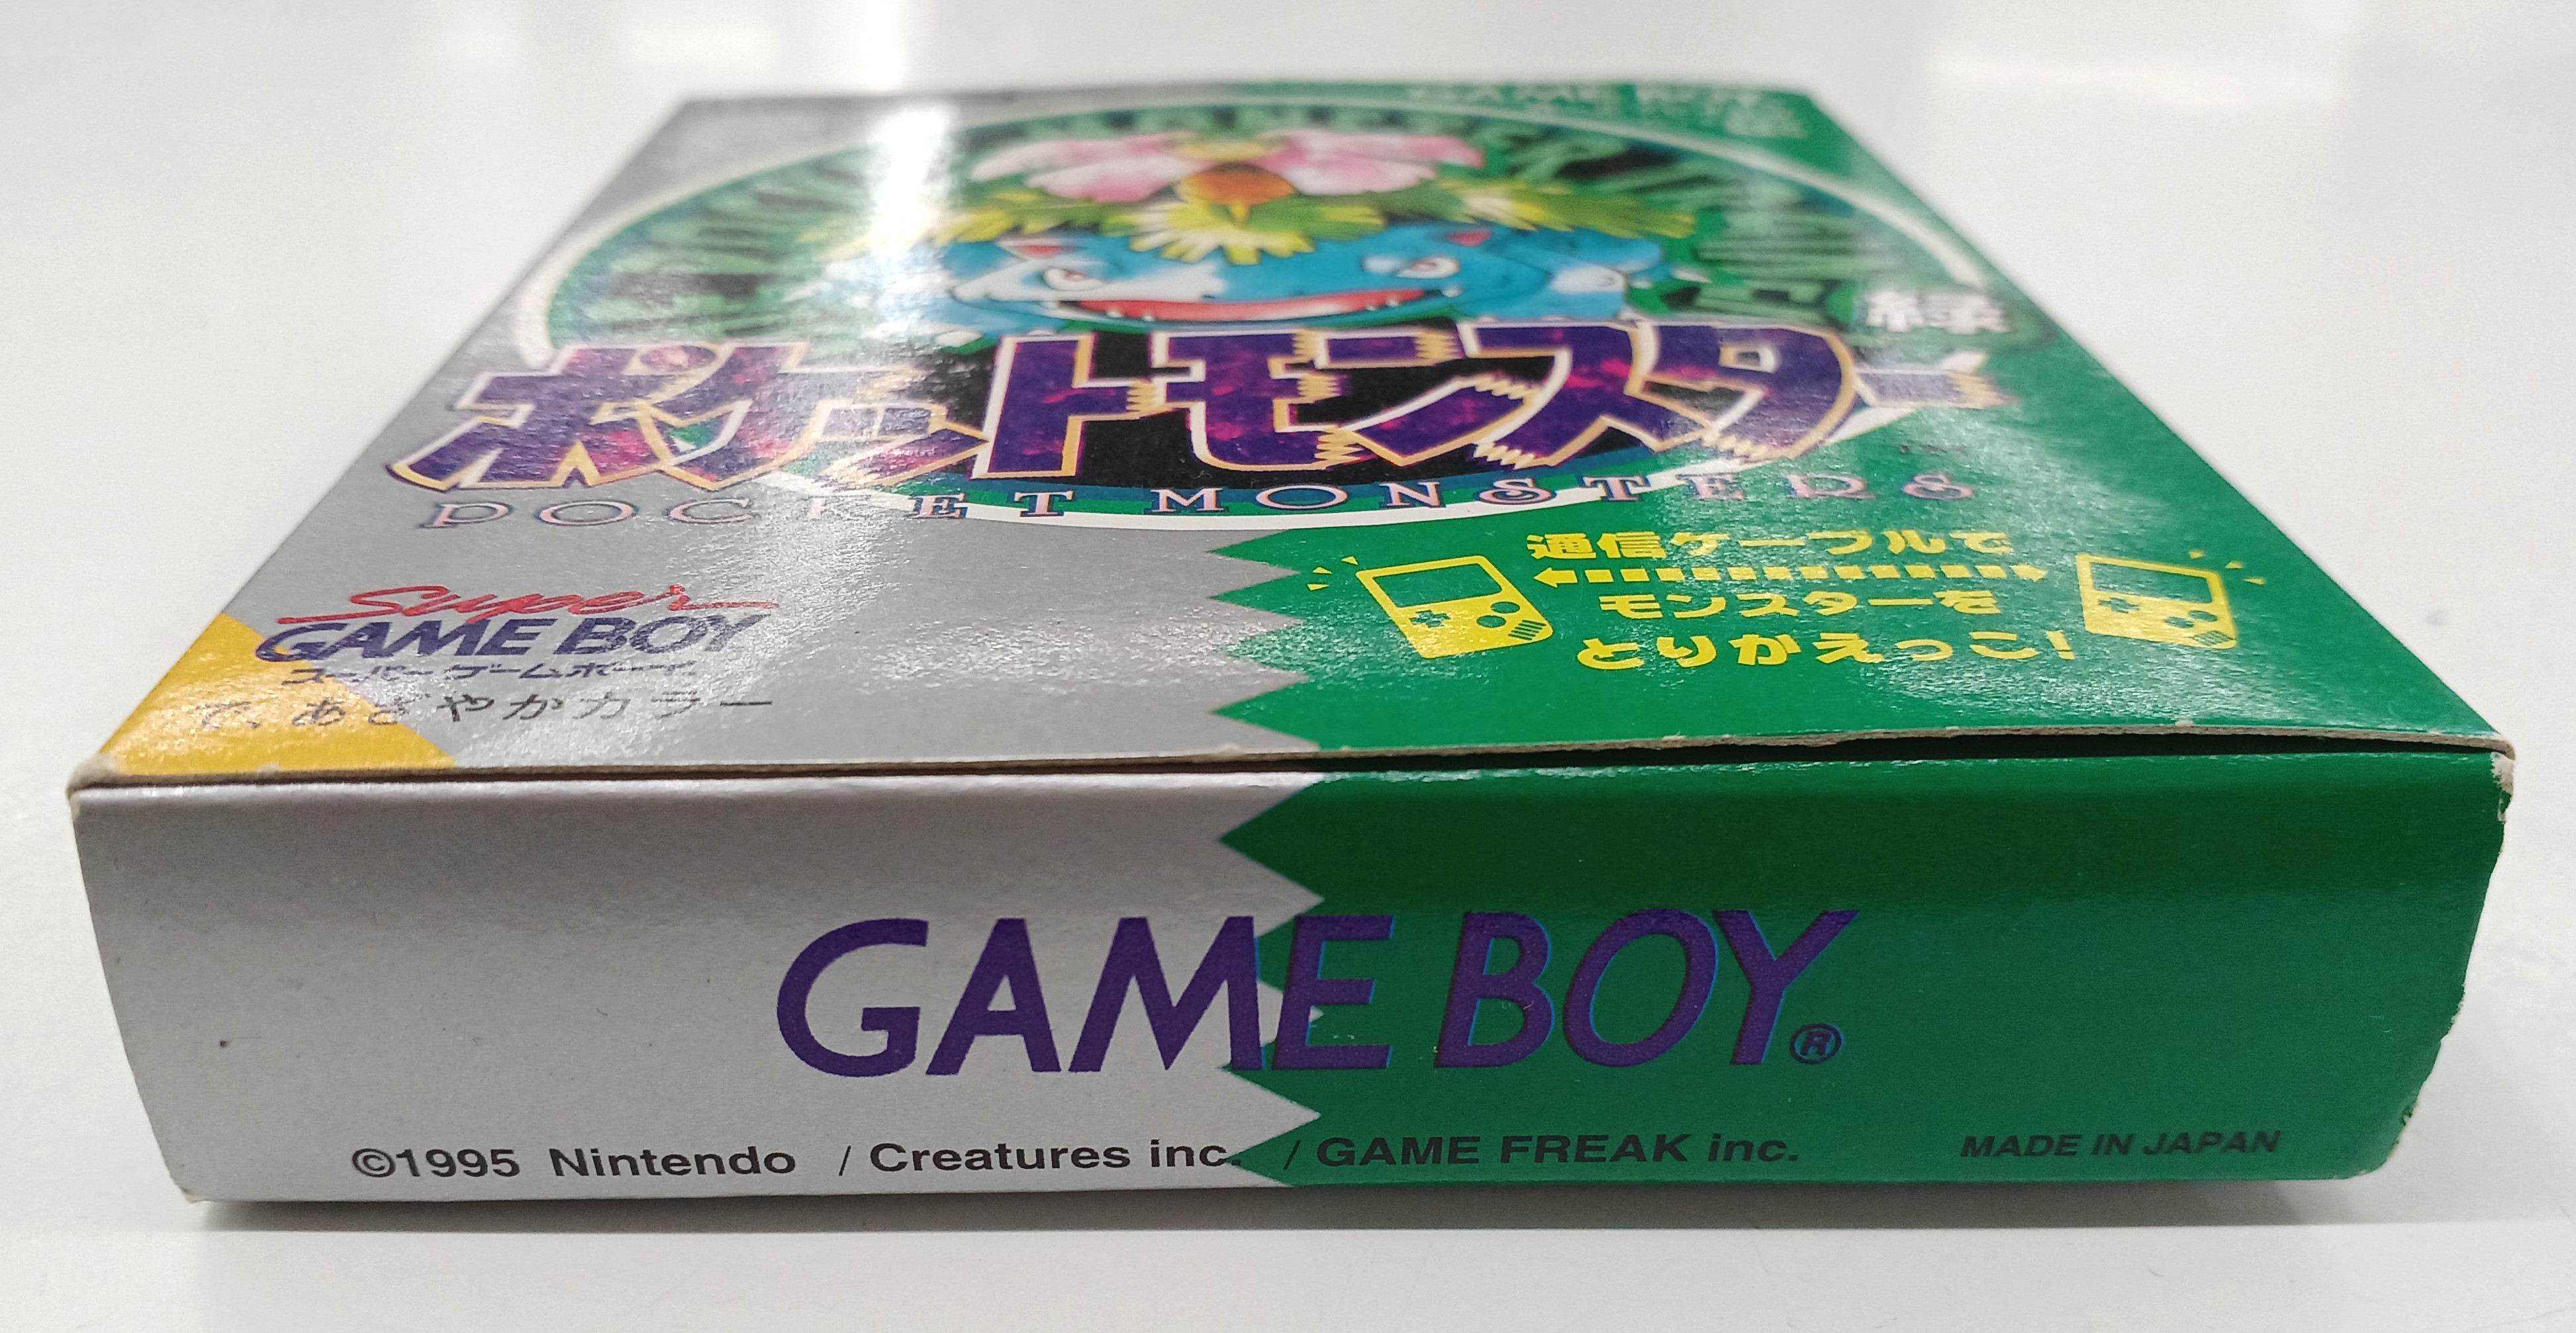 GAME BOY
緑
ポケットモンスター
POCKET MONSTERS
通信ケーブルで
モンスターを
とりかえっこ!
Super
GAME BOY
スーパーゲームボーイ
で、あざやかカラー
GAME BOY®
©1995 Nintendo / Creatures inc. / GAME FREAK inc. MADE IN JAPAN